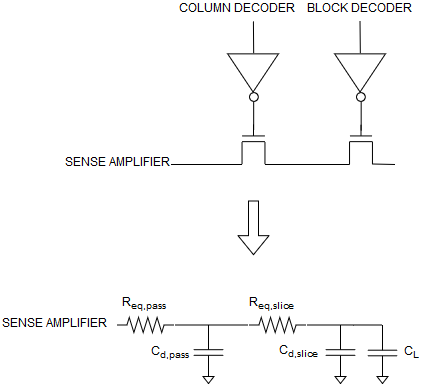 COLUMN DECODER BLOCK DECODER
SENSE AMPLIFIER
Req,pass Req,slice
SENSE AMPLIFIER
Cd,pass Cd,slice CL